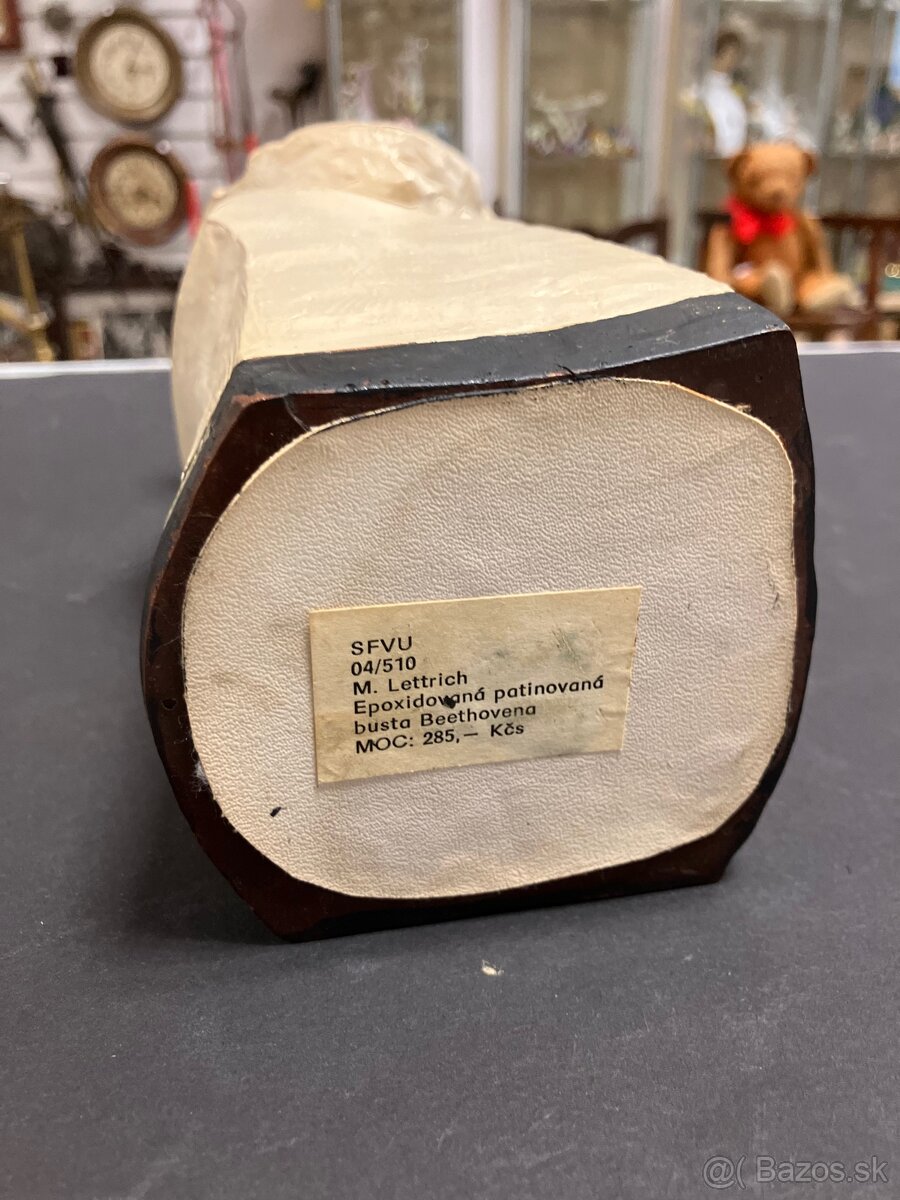 SFVU
04/510
M. Lettrich
Epoxidovaná patinovaná
busta Beethovena
MOC: 285,— Kčs
@( Bazos.sk